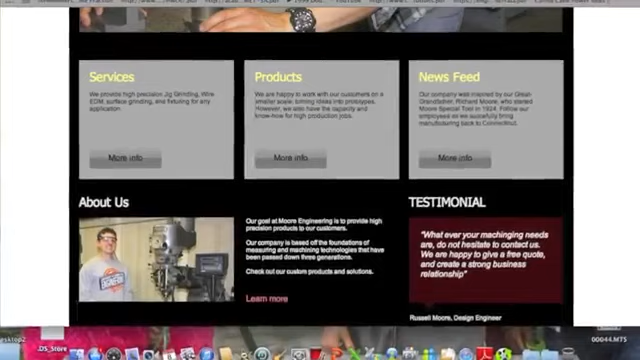 Services
We provide high precision Jig Grinding, Wire
EDM, surface grinding, and fixturing for any
application.
More info
Products
We are happy to work with our customers on a
smaller scale, turning ideas into prototypes.
However, we also have the capacity and
know-how for high production jobs.
More info
News Feed
Our company was inspired by our Great
Grandfather, Richard Moore, who started
Moore Special Tool in 1924. Follow our
employees as we succefully bring
manufacturing back to Connecticut.
More info
About Us
Our goal at Moore Engineering is to provide high
precision products to our customers.
Our company is based off the foundations of
measuring and machining technologies that have
been passed down three generations.
Check out our custom products and solutions.
Learn more
TESTIMONIAL
"What ever your machinging needs
are, do not hesitate to contact us.
We are happy to give a free quote,
and create a strong business
relationship"
Russell Moore, Design Engineer
esktop2
.DS_Store
00044.MTS